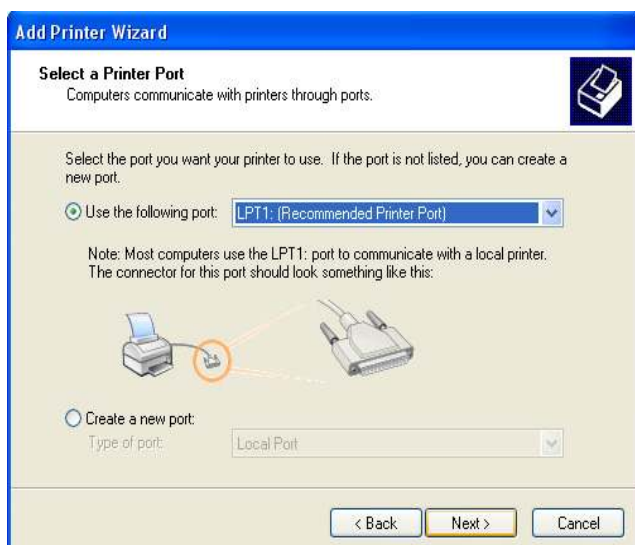 Add Printer Wizard
Select a Printer Port
Computers communicate with printers through ports.
Select the port you want your printer to use.  If the port is not listed, you can create a
new port.
Use the following port: LPT1: (Recommended Printer Port)
Note: Most computers use the LPT1: port to communicate with a local printer.
The connector for this port should look something like this:
Create a new port:
Type of port: Local Port
< Back Next > Cancel